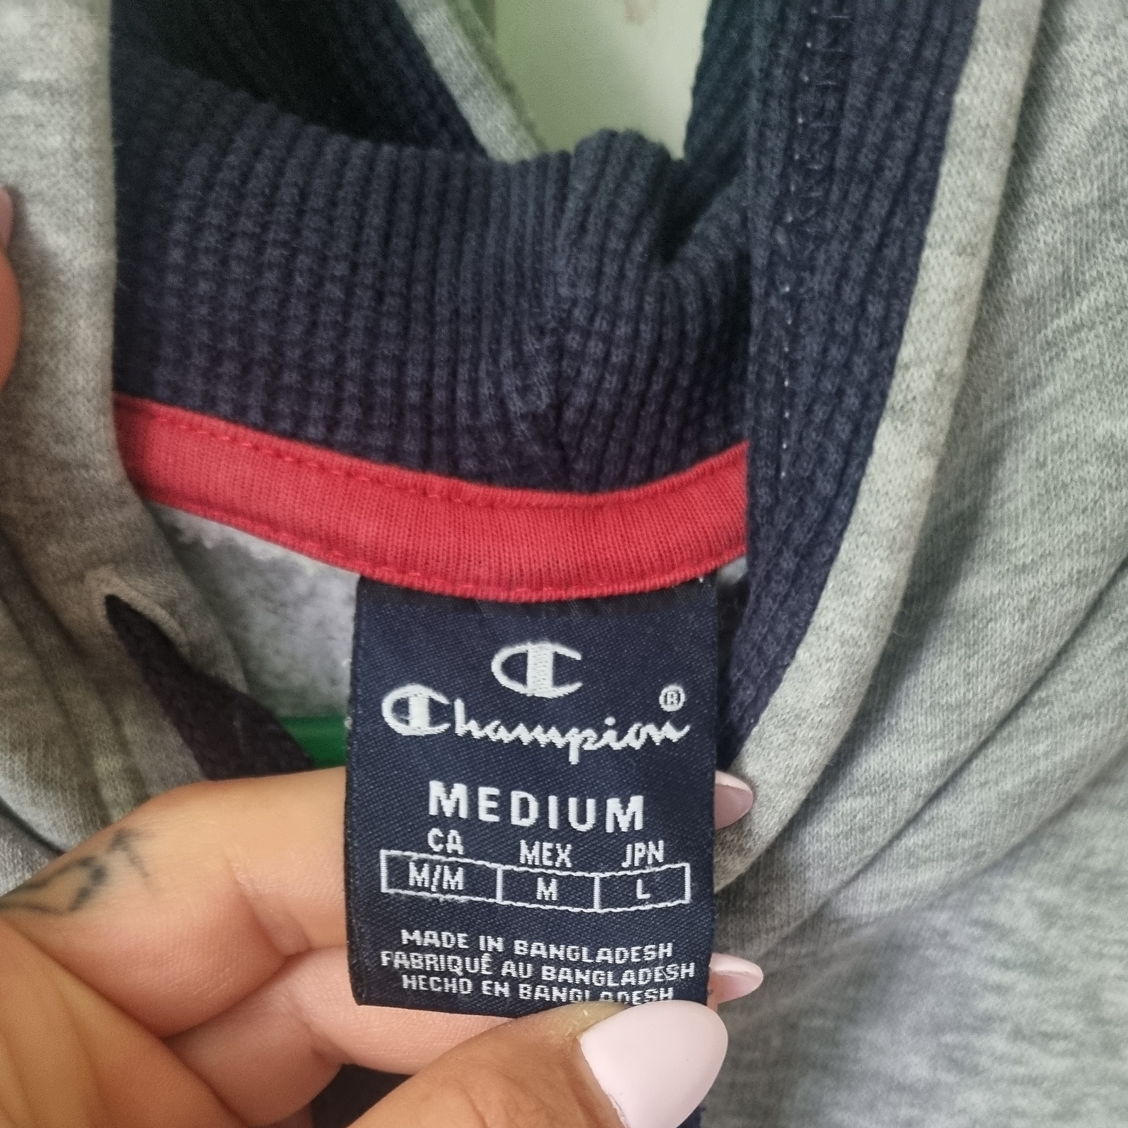 Champion®
MEDIUM
CA MEX JPN
M/M M L
MADE IN BANGLADESH
FABRIQUÉ AU BANGLADESH
HECHO EN BANGLADESH